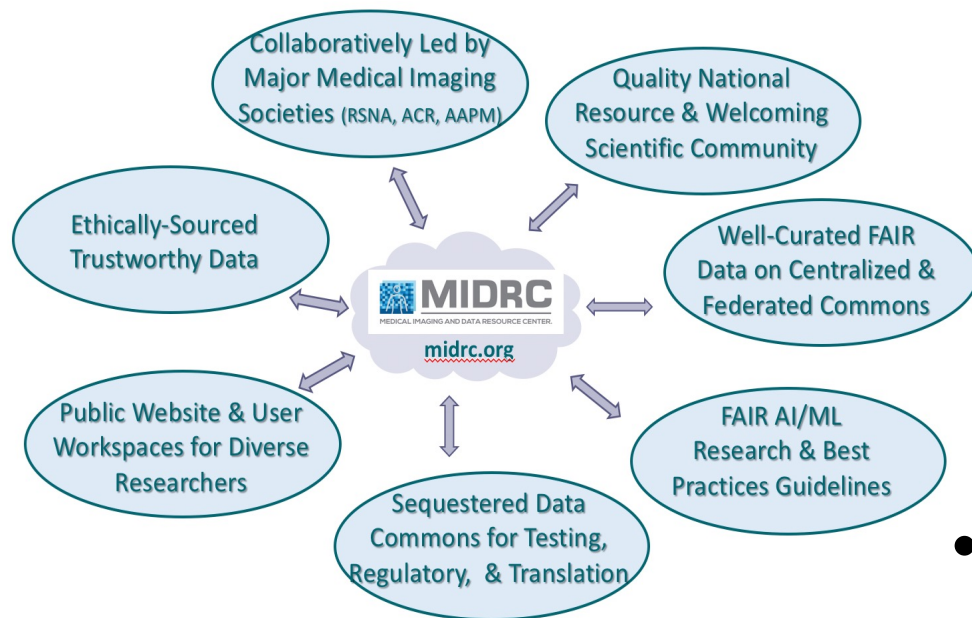 Collaboratively Led by
Major Medical Imaging
Societies (RSNA, ACR, AAPM)
Quality National
Resource & Welcoming
Scientific Community
Ethically-Sourced
Trustworthy Data
Well-Curated FAIR
Data on Centralized &
Federated Commons
MIDRC
MEDICAL IMAGING AND DATA RESOURCE CENTER.
midrc.org
Public Website & User
Workspaces for Diverse
Researchers
FAIR AI/ML
Research & Best
Practices Guidelines
Sequestered Data
Commons for Testing,
Regulatory, & Translation